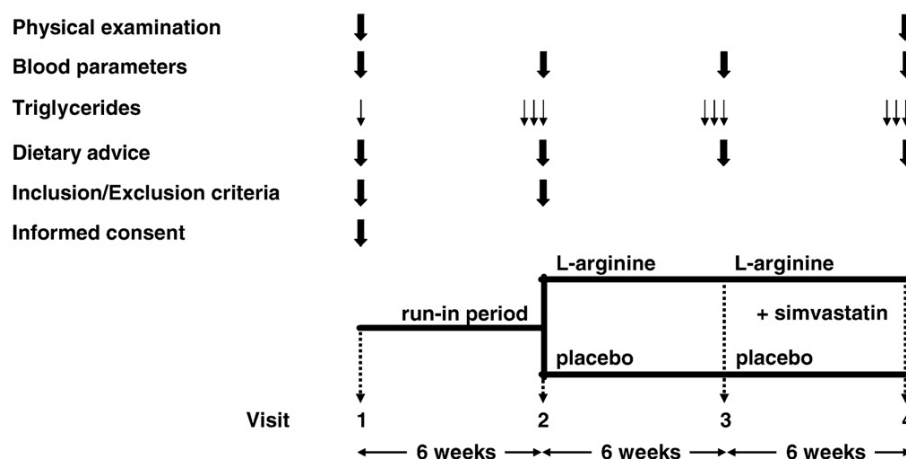 Physical examination
Blood parameters
Triglycerides
Dietary advice
Inclusion/Exclusion criteria
Informed consent
L-arginine L-arginine
run-in period + simvastatin
placebo placebo
Visit 1 2 3 4
6 weeks 6 weeks 6 weeks